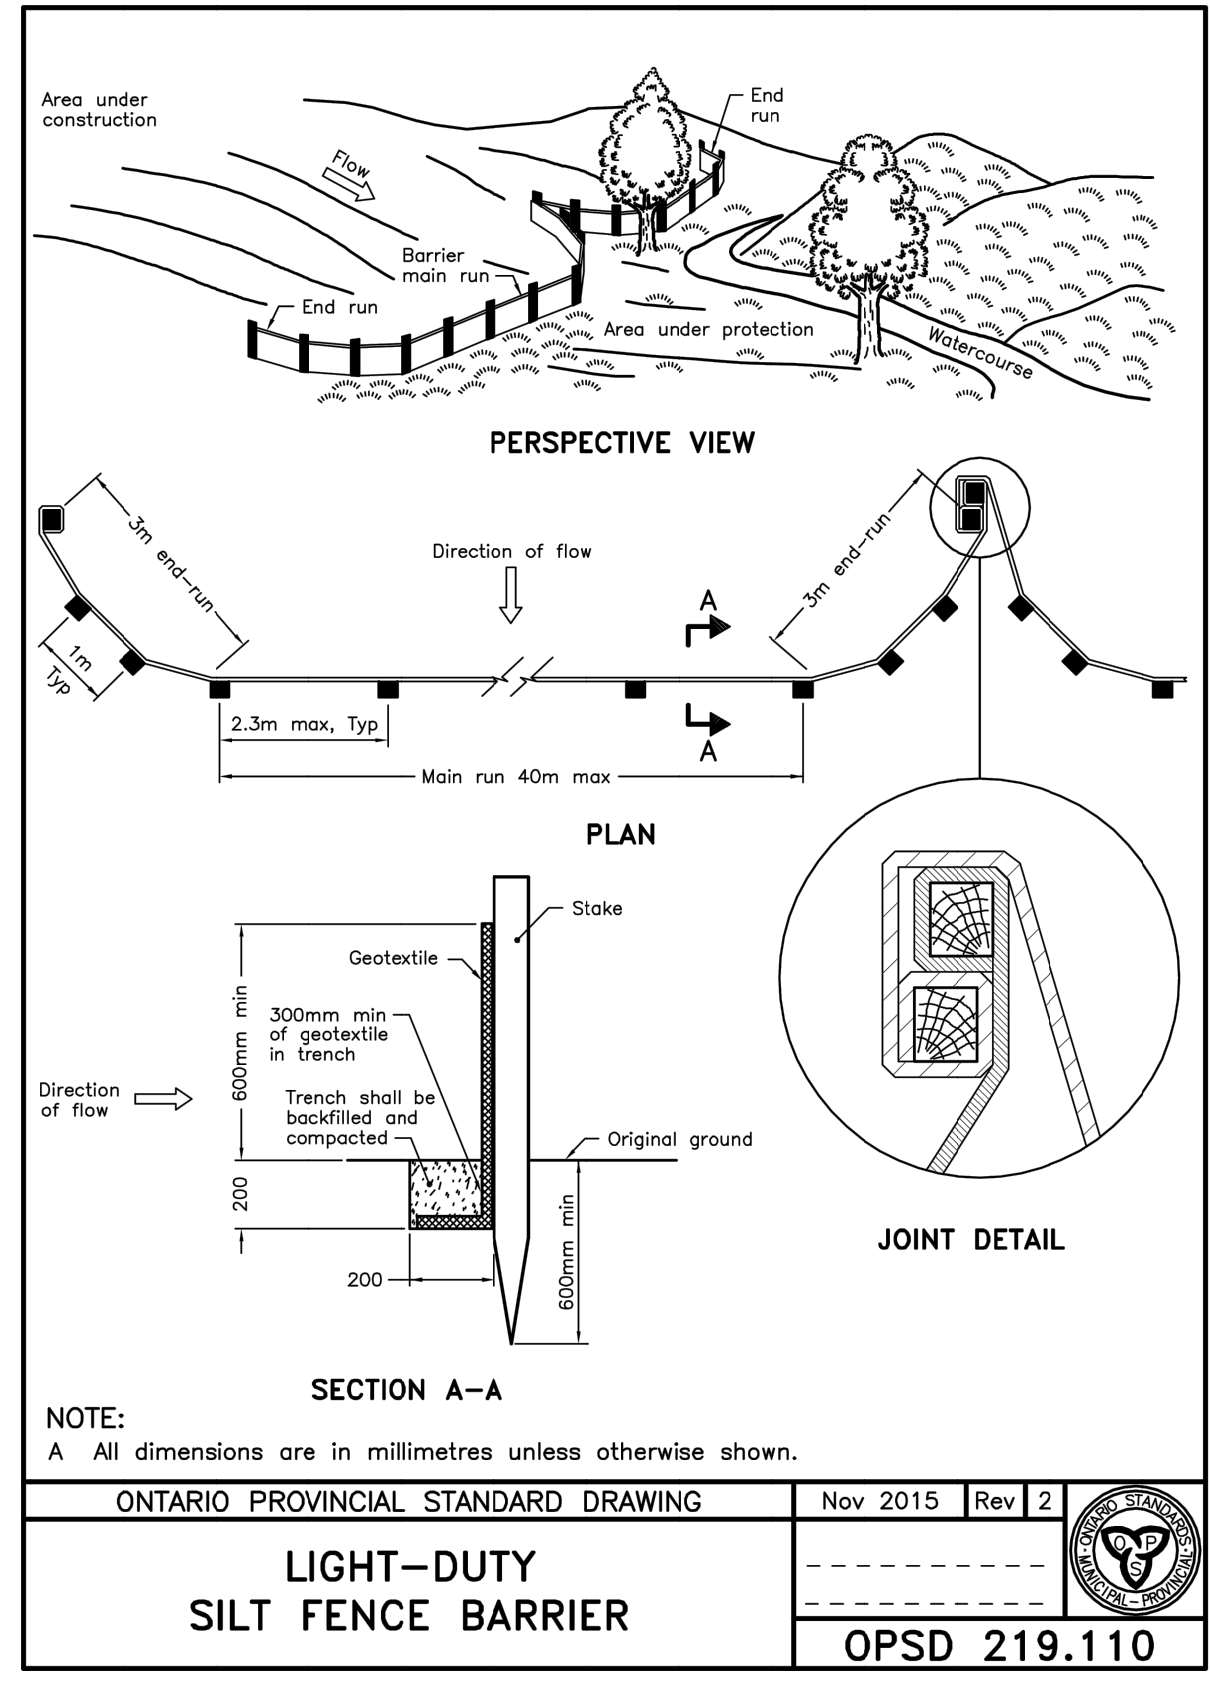 Area under
construction
Flow
End
run
Barrier
main run
End run
Area under protection
Watercourse
PERSPECTIVE VIEW
3m end-run
Direction of flow
3m end-run
A
1m
Typ
2.3m max, Typ
A
Main run 40m max
PLAN
Stake
Geotextile
300mm min
of geotextile
in trench
600mm min
Direction
of flow
Trench shall be
backfilled and
compacted
Original ground
200
600mm min
200
JOINT DETAIL
SECTION A-A
NOTE:
A All dimensions are in millimetres unless otherwise shown.
ONTARIO PROVINCIAL STANDARD DRAWING
Nov 2015
Rev
2
LIGHT-DUTY
SILT FENCE BARRIER
ONTARIO STANDARDS
MUNICIPAL-PROVINCIAL
O P
S
OPSD 219.110